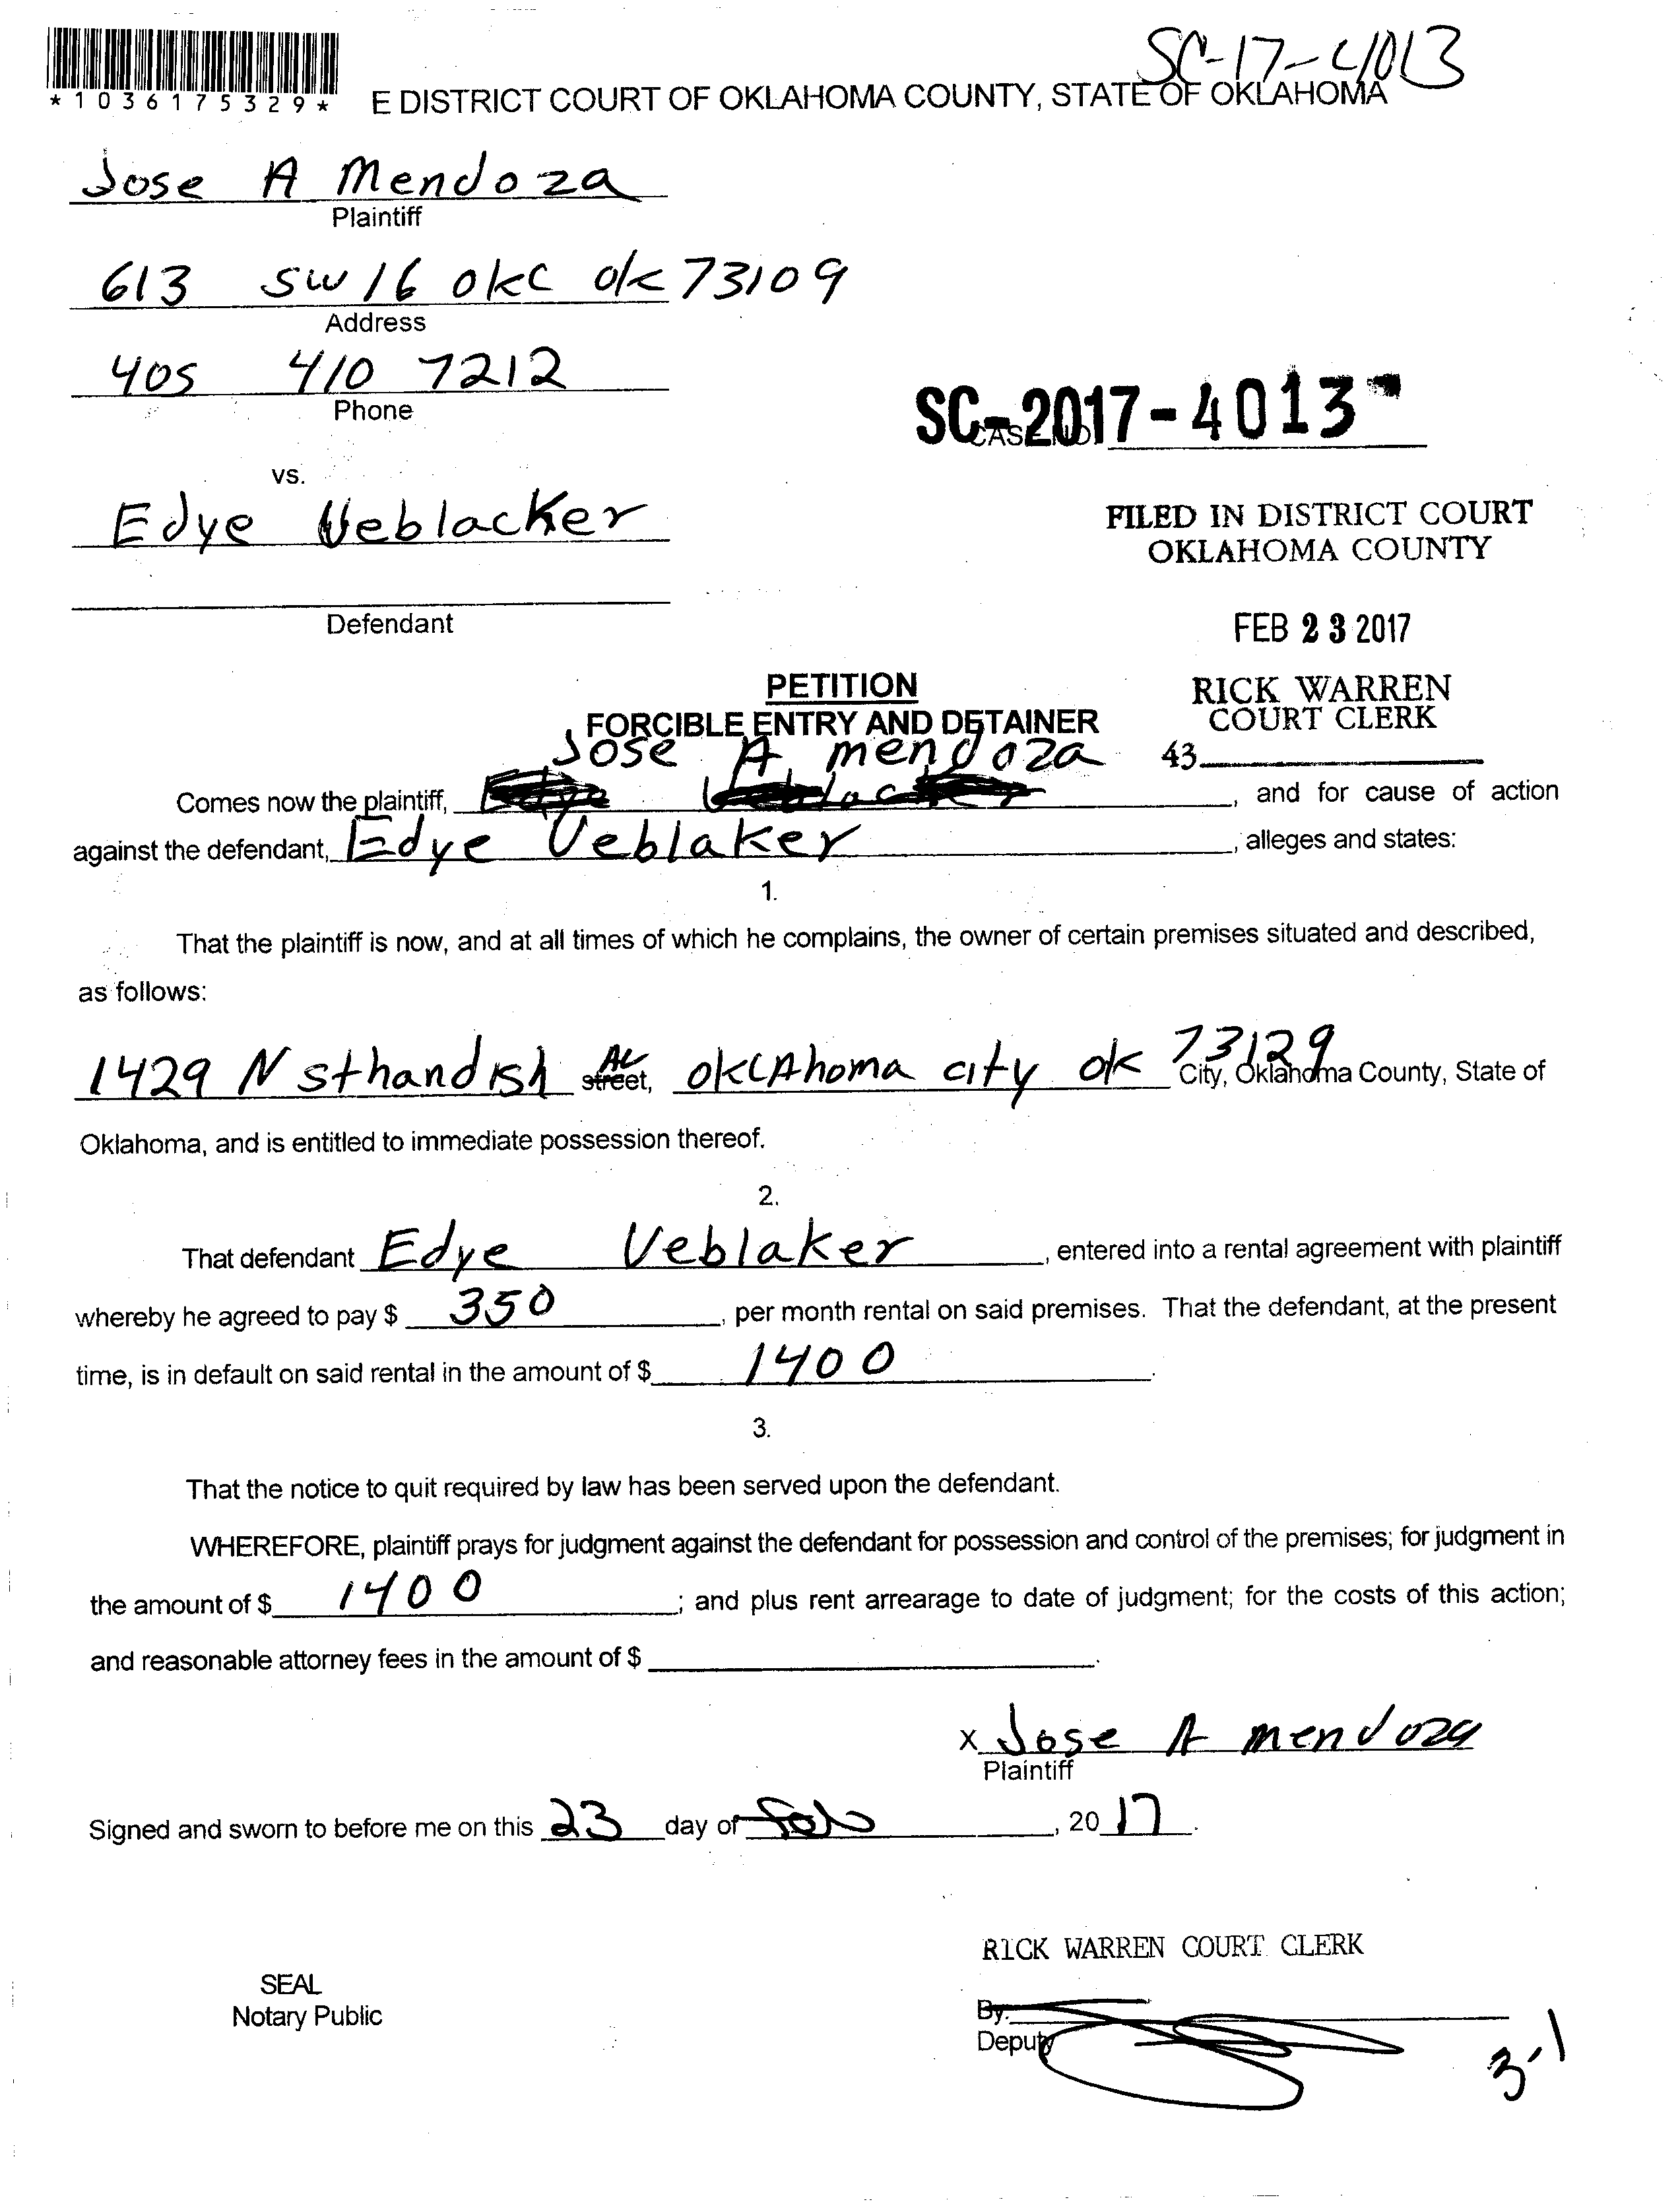 SC-17-4013
*1036175329*
E DISTRICT COURT OF OKLAHOMA COUNTY, STATE OF OKLAHOMA
Jose A Mendoza
Plaintiff
613 SW 16 okc ok 73109
Address
405 410 7212
Phone
SC-2017-4013
CASE NO.
vs.
Edye Veblacker
Defendant
FILED IN DISTRICT COURT
OKLAHOMA COUNTY
FEB 23 2017
RICK WARREN
COURT CLERK
43
PETITION
FORCIBLE ENTRY AND DETAINER
Jose A mendoza
Comes now the plaintiff, , and for cause of action
against the defendant, Edye Veblaker, alleges and states:
1.
That the plaintiff is now, and at all times of which he complains, the owner of certain premises situated and described,
as follows:
1429 N sthandish AV street, oklAhoma city ok 73129 City, Oklahoma County, State of
Oklahoma, and is entitled to immediate possession thereof.
2.
That defendant Edye Veblaker, entered into a rental agreement with plaintiff
whereby he agreed to pay $ 350, per month rental on said premises. That the defendant, at the present
time, is in default on said rental in the amount of $ 1400.
3.
That the notice to quit required by law has been served upon the defendant.
WHEREFORE, plaintiff prays for judgment against the defendant for possession and control of the premises; for judgment in
the amount of $ 1400; and plus rent arrearage to date of judgment; for the costs of this action;
and reasonable attorney fees in the amount of $ .
X Jose A mendoza
Plaintiff
Signed and sworn to before me on this 23 day of Feb, 2017.
RICK WARREN COURT CLERK
SEAL
Notary Public
By:
Deputy
3-1